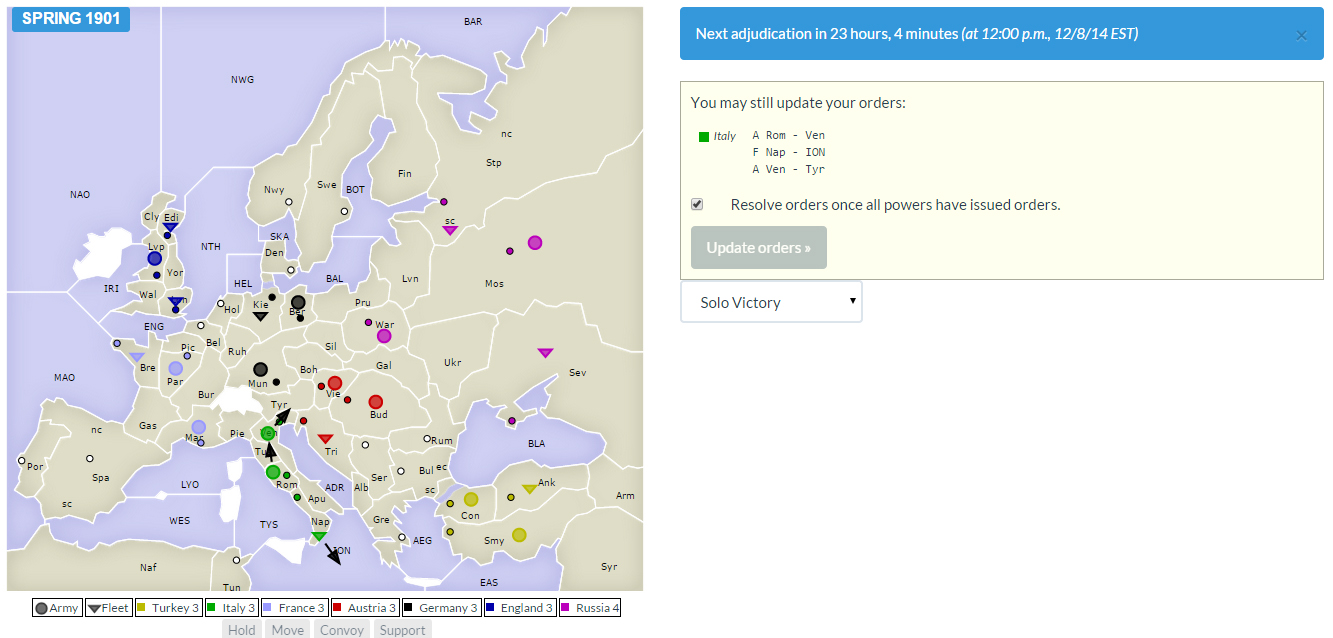 SPRING 1901
BAR
NWG
nc
Stp
Fin
NAO
Nwy
Swe
BOT
Cly
Edi
sc
SKA
NTH
Den
Lvp
Yor
Mos
Lvn
BAL
HEL
IRI
Wal
Kie
Ber
Pru
Hol
War
ENG
Bel
Sil
Pic
Ruh
Boh
Gal
Ukr
Bre
Par
Mun
Sev
MAO
Bur
Vie
Tyr
Bud
Gas
nc
Pie
Mar
Rum
BLA
Tri
Por
Spa
Bul
ec
Ser
LYO
Rom
ADR
Alb
sc
Ank
Arm
Apu
sc
WES
TYS
Nap
Gre
Con
AEG
Smy
ION
Naf
Tun
EAS
Syr
Army
Fleet
Turkey 3
Italy 3
France 3
Austria 3
Germany 3
England 3
Russia 4
Hold
Move
Convoy
Support
Next adjudication in 23 hours, 4 minutes (at 12:00 p.m., 12/8/14 EST)
×
You may still update your orders:
Italy
A Rom - Ven
F Nap - ION
A Ven - Tyr
Resolve orders once all powers have issued orders.
Update orders »
Solo Victory